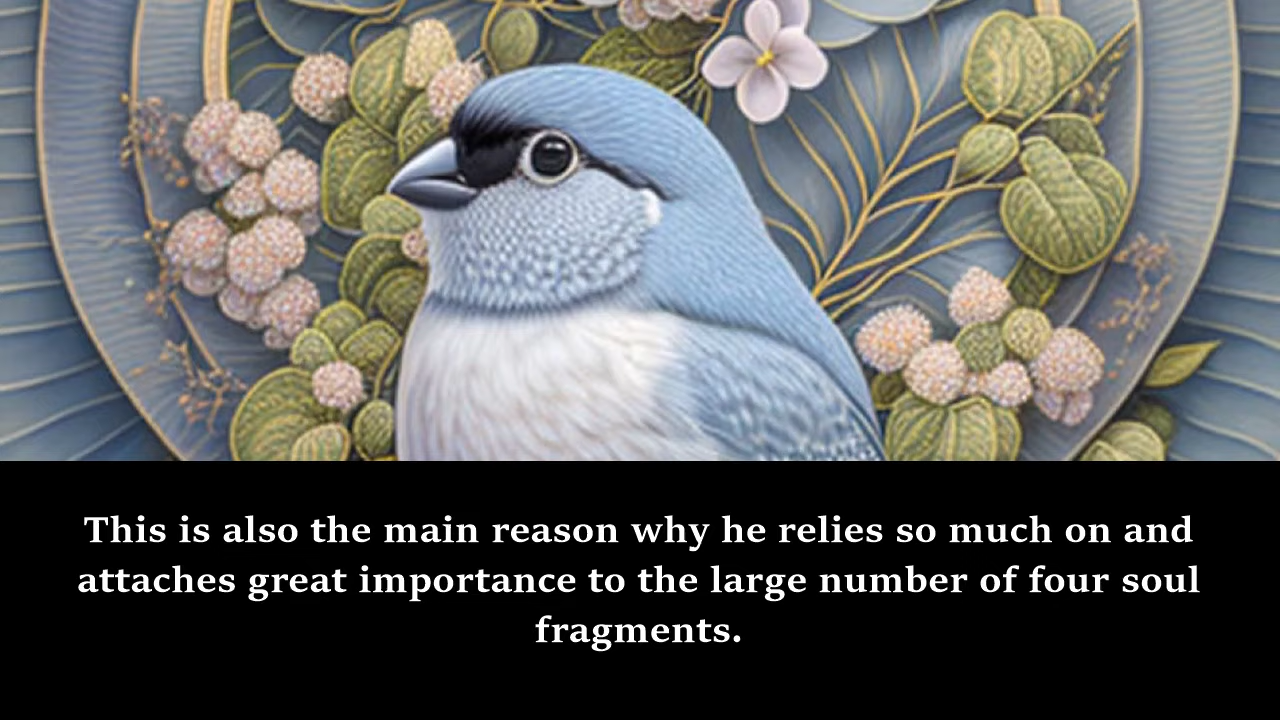 This is also the main reason why he relies so much on and
attaches great importance to the large number of four soul
fragments.